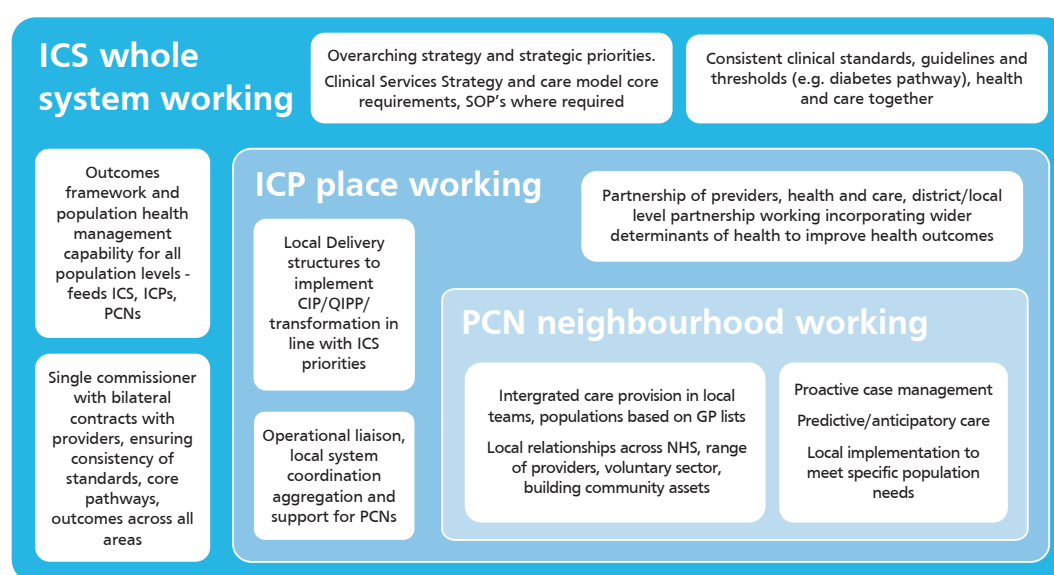 ICS whole
system working
Overarching strategy and strategic priorities.
Clinical Services Strategy and care model core
requirements, SOP's where required
Consistent clinical standards, guidelines and
thresholds (e.g. diabetes pathway), health
and care together
Outcomes
framework and
population health
management
capability for all
population levels -
feeds ICS, ICPs,
PCNs
Single commissioner
with bilateral
contracts with
providers, ensuring
consistency of
standards, core
pathways,
outcomes across all
areas
ICP place working
Partnership of providers, health and care, district/local
level partnership working incorporating wider
determinants of health to improve health outcomes
Local Delivery
structures to
implement
CIP/QIPP/
transformation in
line with ICS
priorities
Operational liaison,
local system
coordination
aggregation and
support for PCNs
PCN neighbourhood working
Intergrated care provision in local
teams, populations based on GP lists
Local relationships across NHS, range
of providers, voluntary sector,
building community assets
Proactive case management
Predictive/anticipatory care
Local implementation to
meet specific population
needs